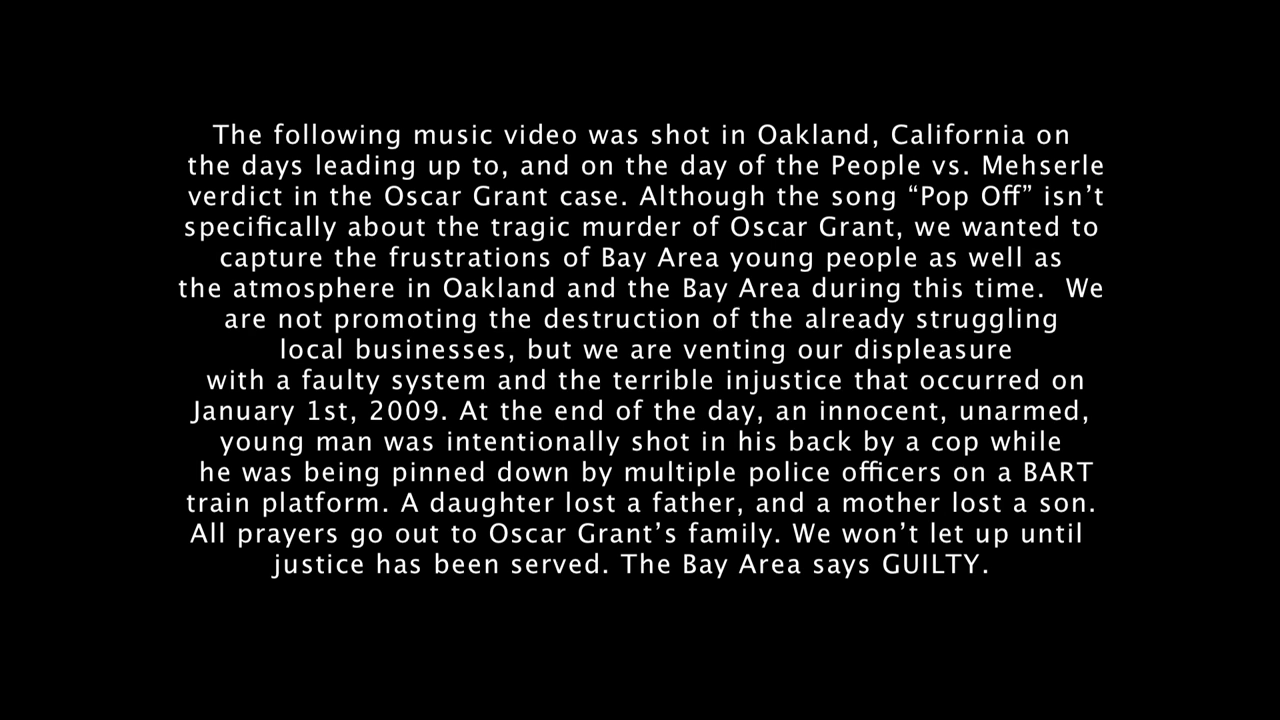 The following music video was shot in Oakland, California on
the days leading up to, and on the day of the People vs. Mehserle
verdict in the Oscar Grant case. Although the song “Pop Off” isn’t
specifically about the tragic murder of Oscar Grant, we wanted to
capture the frustrations of Bay Area young people as well as
the atmosphere in Oakland and the Bay Area during this time.  We
are not promoting the destruction of the already struggling
local businesses, but we are venting our displeasure
with a faulty system and the terrible injustice that occurred on
January 1st, 2009. At the end of the day, an innocent, unarmed,
young man was intentionally shot in his back by a cop while
he was being pinned down by multiple police officers on a BART
train platform. A daughter lost a father, and a mother lost a son.
All prayers go out to Oscar Grant’s family. We won’t let up until
justice has been served. The Bay Area says GUILTY.